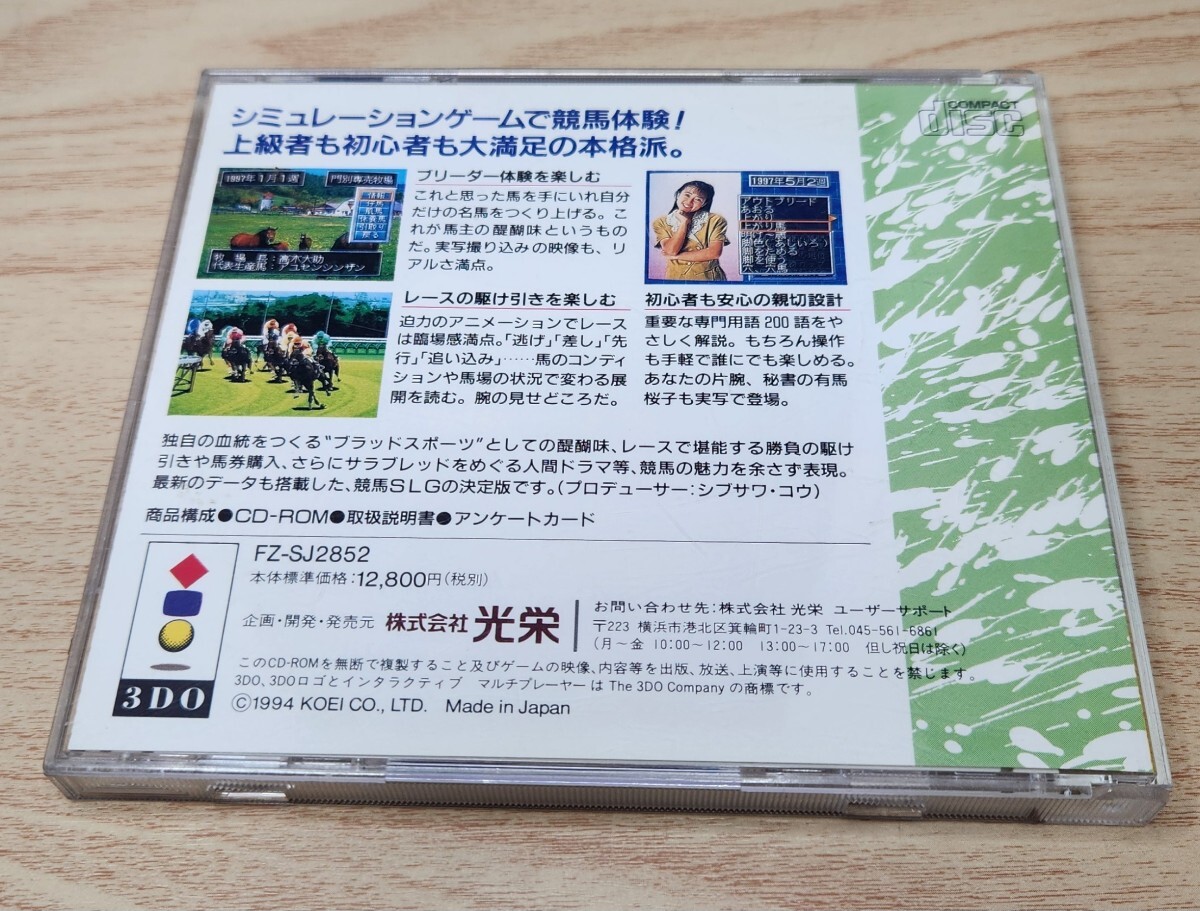 シミュレーションゲームで競馬体験!
上級者も初心者も大満足の本格派。
COMPACT
disc
1997年1月1週
門別専売牧場
情報
引取り
戻る
牧場長:高木大助
代表生産馬:アユセンシンザン
ブリーダー体験を楽しむ
これと思った馬を手にいれ自分
だけの名馬をつくり上げる。こ
れが馬主の醍醐味というもの
だ。実写撮り込みの映像も、リ
アルさ満点。
1997年5月2週
アウトブリード
あおる
上がり
上がり馬
脚色(あしいろ)
脚をためる
脚を使う
穴、穴馬
レースの駆け引きを楽しむ
迫力のアニメーションでレース
は臨場感満点。「逃げ」「差し」「先
行」「追い込み」……馬のコンディ
ションや馬場の状況で変わる展
開を読む。腕の見せどころだ。
初心者も安心の親切設計
重要な専門用語200語をや
さしく解説。もちろん操作
も手軽で誰にでも楽しめる。
あなたの片腕、秘書の有馬
桜子も実写で登場。
独自の血統をつくる"ブラッドスポーツ"としての醍醐味、レースで堪能する勝負の駆け
引きや馬券購入、さらにサラブレッドをめぐる人間ドラマ等、競馬の魅力を余さず表現。
最新のデータも搭載した、競馬SLGの決定版です。(プロデューサー:シブサワ・コウ)
商品構成●CD-ROM●取扱説明書●アンケートカード
3DO
FZ-SJ2852
本体標準価格:12,800円(税別)
企画・開発・発売元 株式会社 光栄
お問い合わせ先:株式会社 光栄 ユーザーサポート
〒223 横浜市港北区箕輪町1-23-3 Tel.045-561-6861
(月～金 10:00~12:00 13:00~17:00 但し祝日は除く)
このCD-ROMを無断で複製すること及びゲームの映像、内容等を出版、放送、上演等に使用することを禁じます。
3DO、3DOロゴとインタラクティブ マルチプレーヤーは The 3DO Company の商標です。
©1994 KOEI CO., LTD. Made in Japan